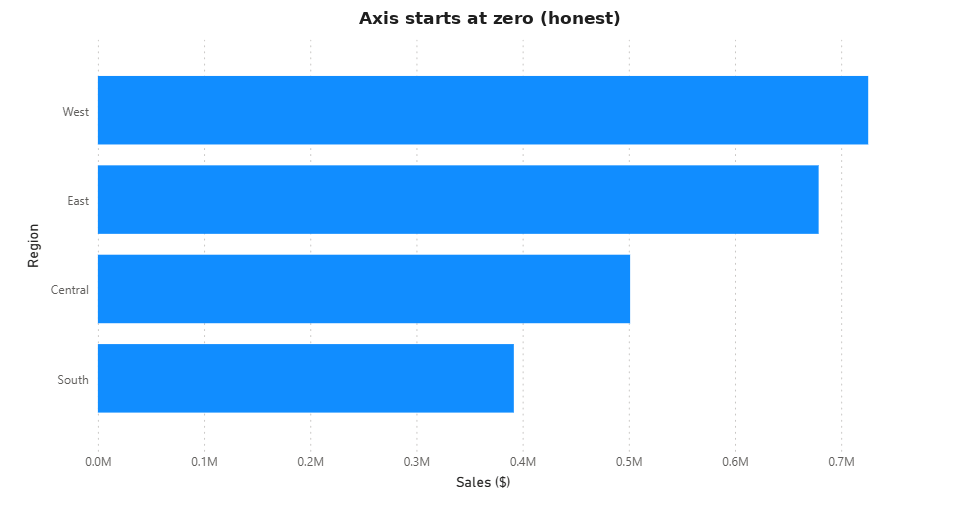 Axis starts at zero (honest)
West
East
Central
South
Region
0.0M 0.1M 0.2M 0.3M 0.4M 0.5M 0.6M 0.7M
Sales ($)